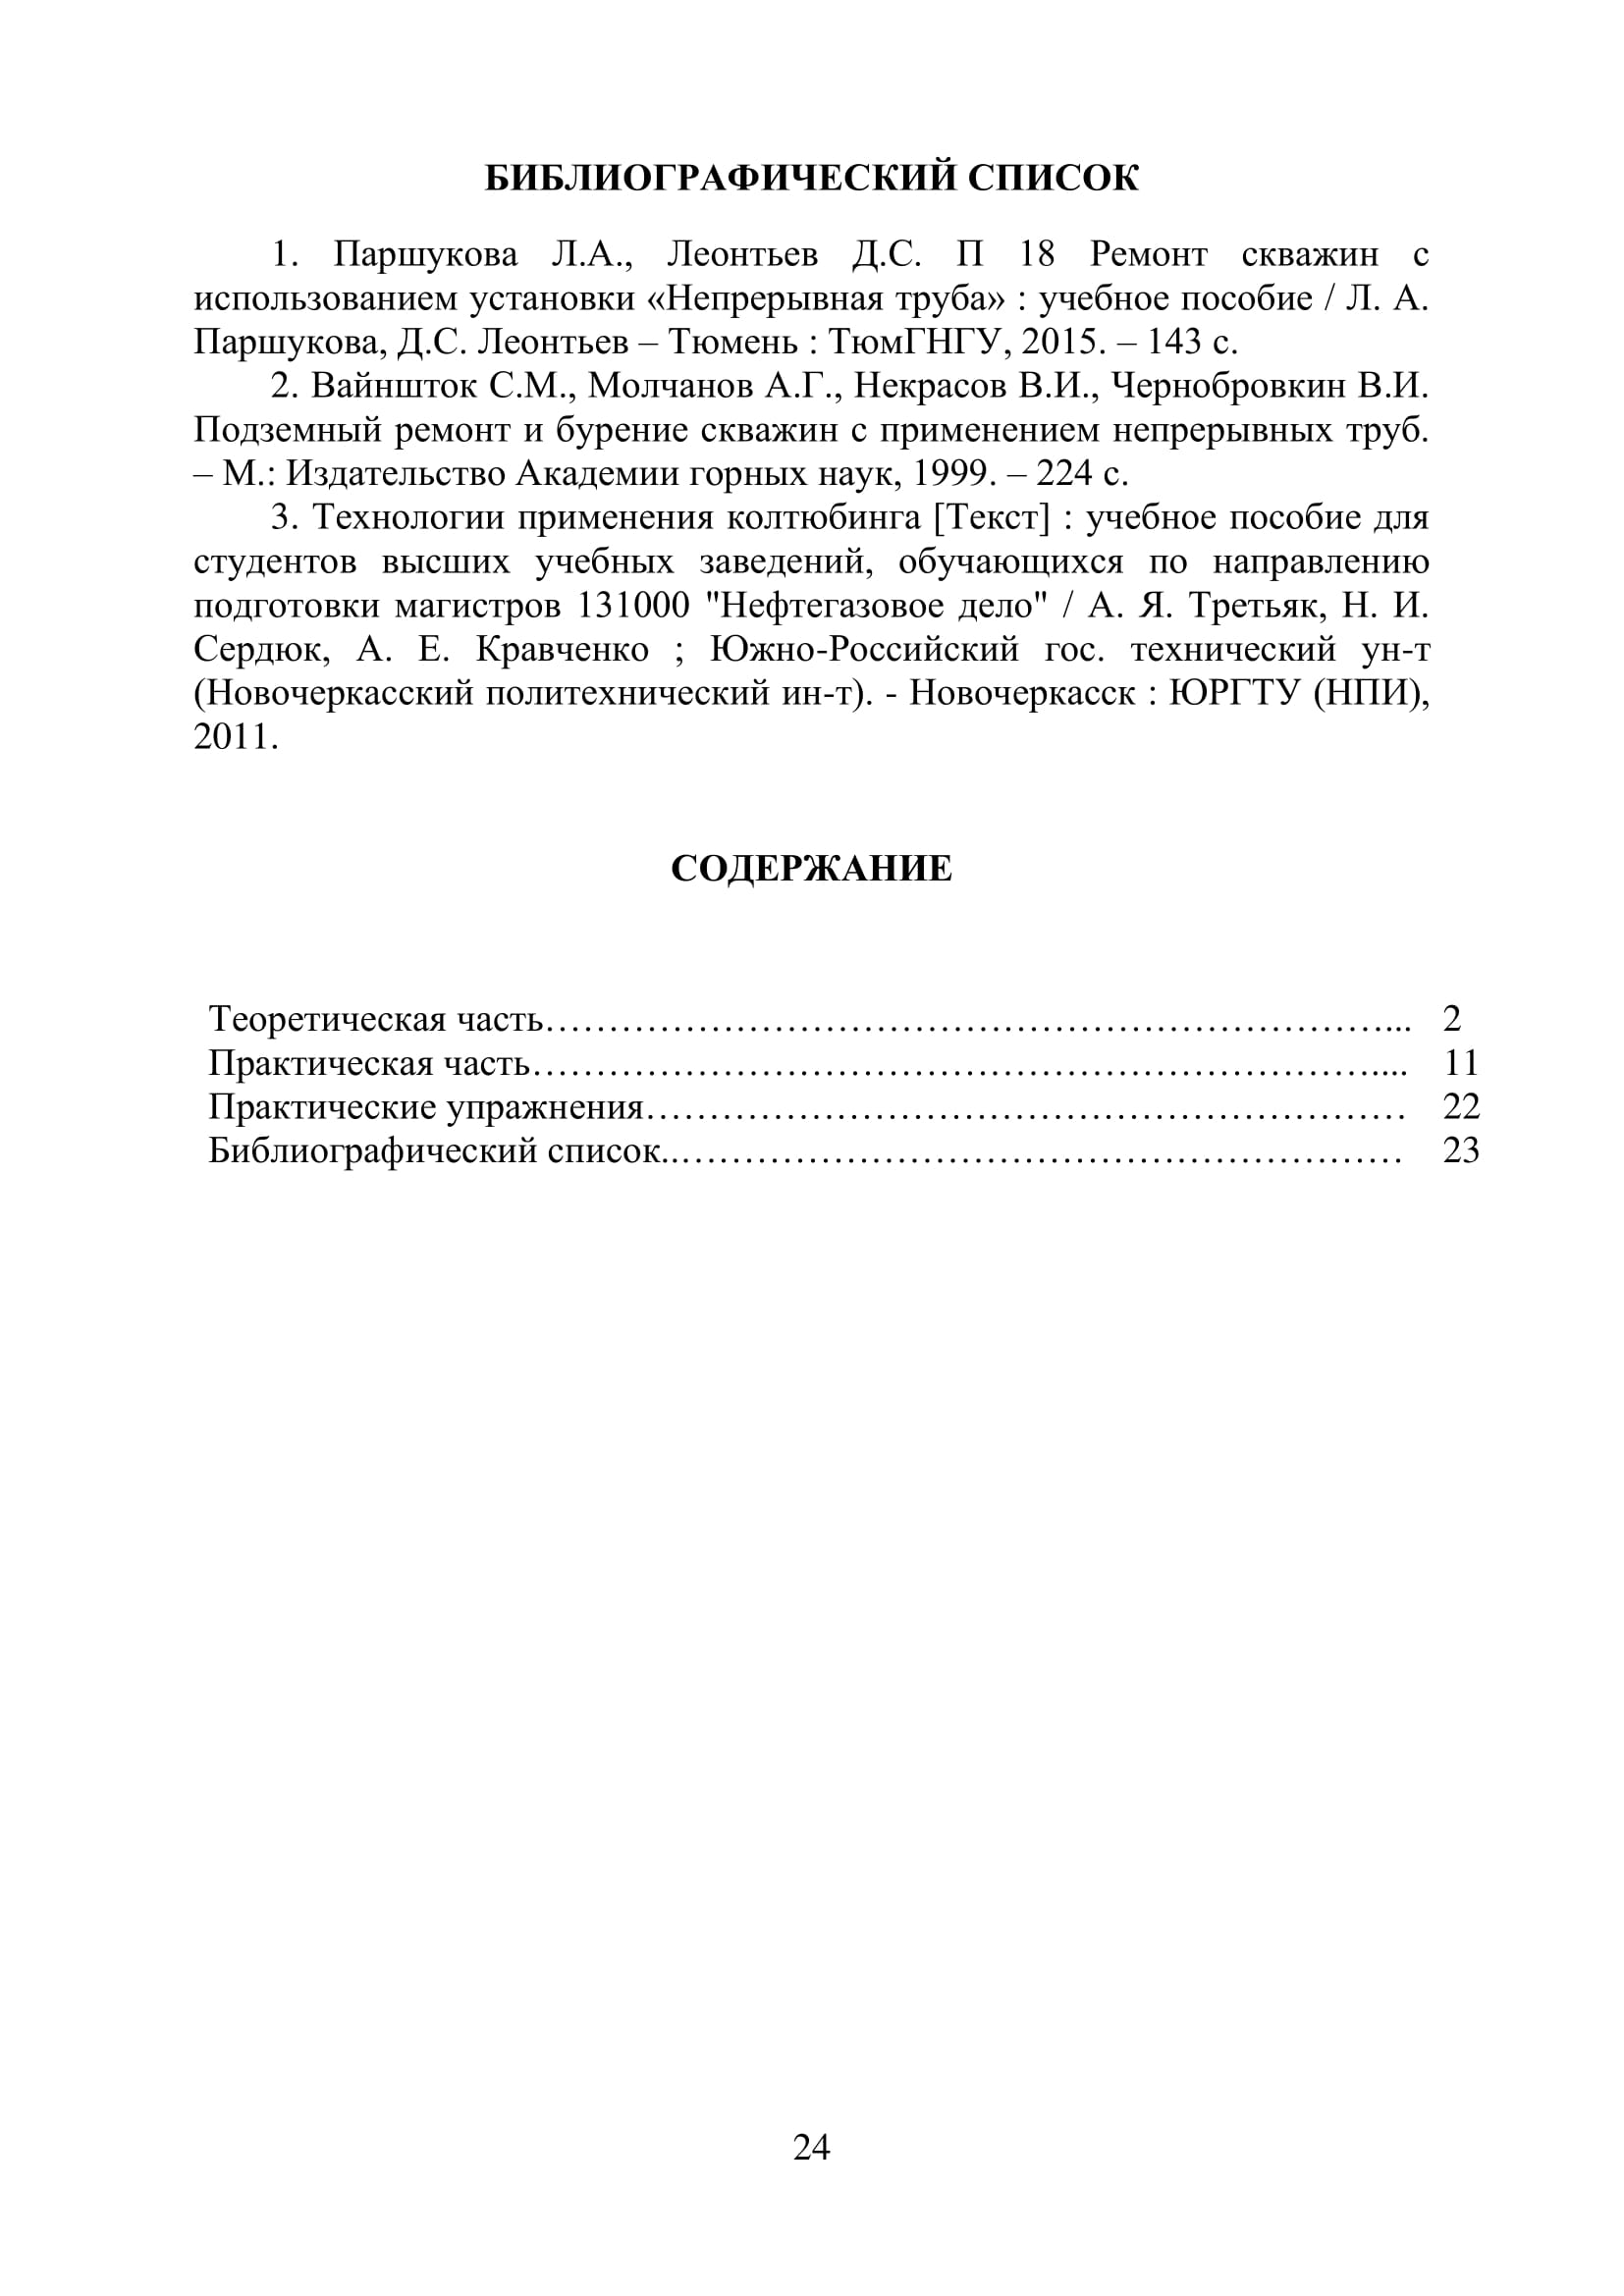 БИБЛИОГРАФИЧЕСКИЙ СПИСОК
1. Паршукова Л.А., Леонтьев Д.С. П 18 Ремонт скважин с
использованием установки «Непрерывная труба» : учебное пособие / Л. А.
Паршукова, Д.С. Леонтьев – Тюмень : ТюмГНГУ, 2015. – 143 с.
2. Вайншток С.М., Молчанов А.Г., Некрасов В.И., Чернобровкин В.И.
Подземный ремонт и бурение скважин с применением непрерывных труб.
– М.: Издательство Академии горных наук, 1999. – 224 с.
3. Технологии применения колтюбинга [Текст] : учебное пособие для
студентов высших учебных заведений, обучающихся по направлению
подготовки магистров 131000 "Нефтегазовое дело" / А. Я. Третьяк, Н. И.
Сердюк, А. Е. Кравченко ; Южно-Российский гос. технический ун-т
(Новочеркасский политехнический ин-т). - Новочеркасск : ЮРГТУ (НПИ),
2011.
СОДЕРЖАНИЕ
Теоретическая часть…………………………………………………………... 2
Практическая часть………………………………………………………….... 11
Практические упражнения…………………………………………………… 22
Библиографический список..………………………………………………… 23
24